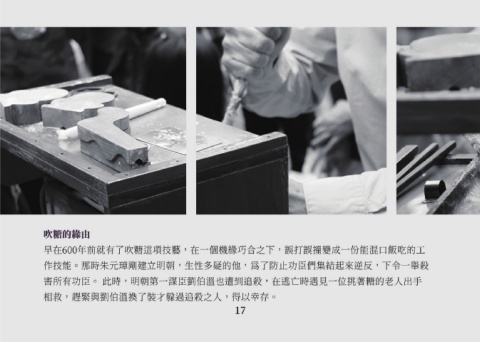 吹糖的緣由
早在600年前就有了吹糖這項技藝，在一個機緣巧合之下，誤打誤撞變成一份能混口飯吃的工
作技能。那時朱元璋剛建立明朝，生性多疑的他，爲了防止功臣們集結起來逆反，下令一舉殺
害所有功臣。 此時，明朝第一謀臣劉伯溫也遭到追殺，在逃亡時遇見一位挑著糖的老人出手
相救，趕緊與劉伯溫換了裝才躲過追殺之人，得以幸存。
17